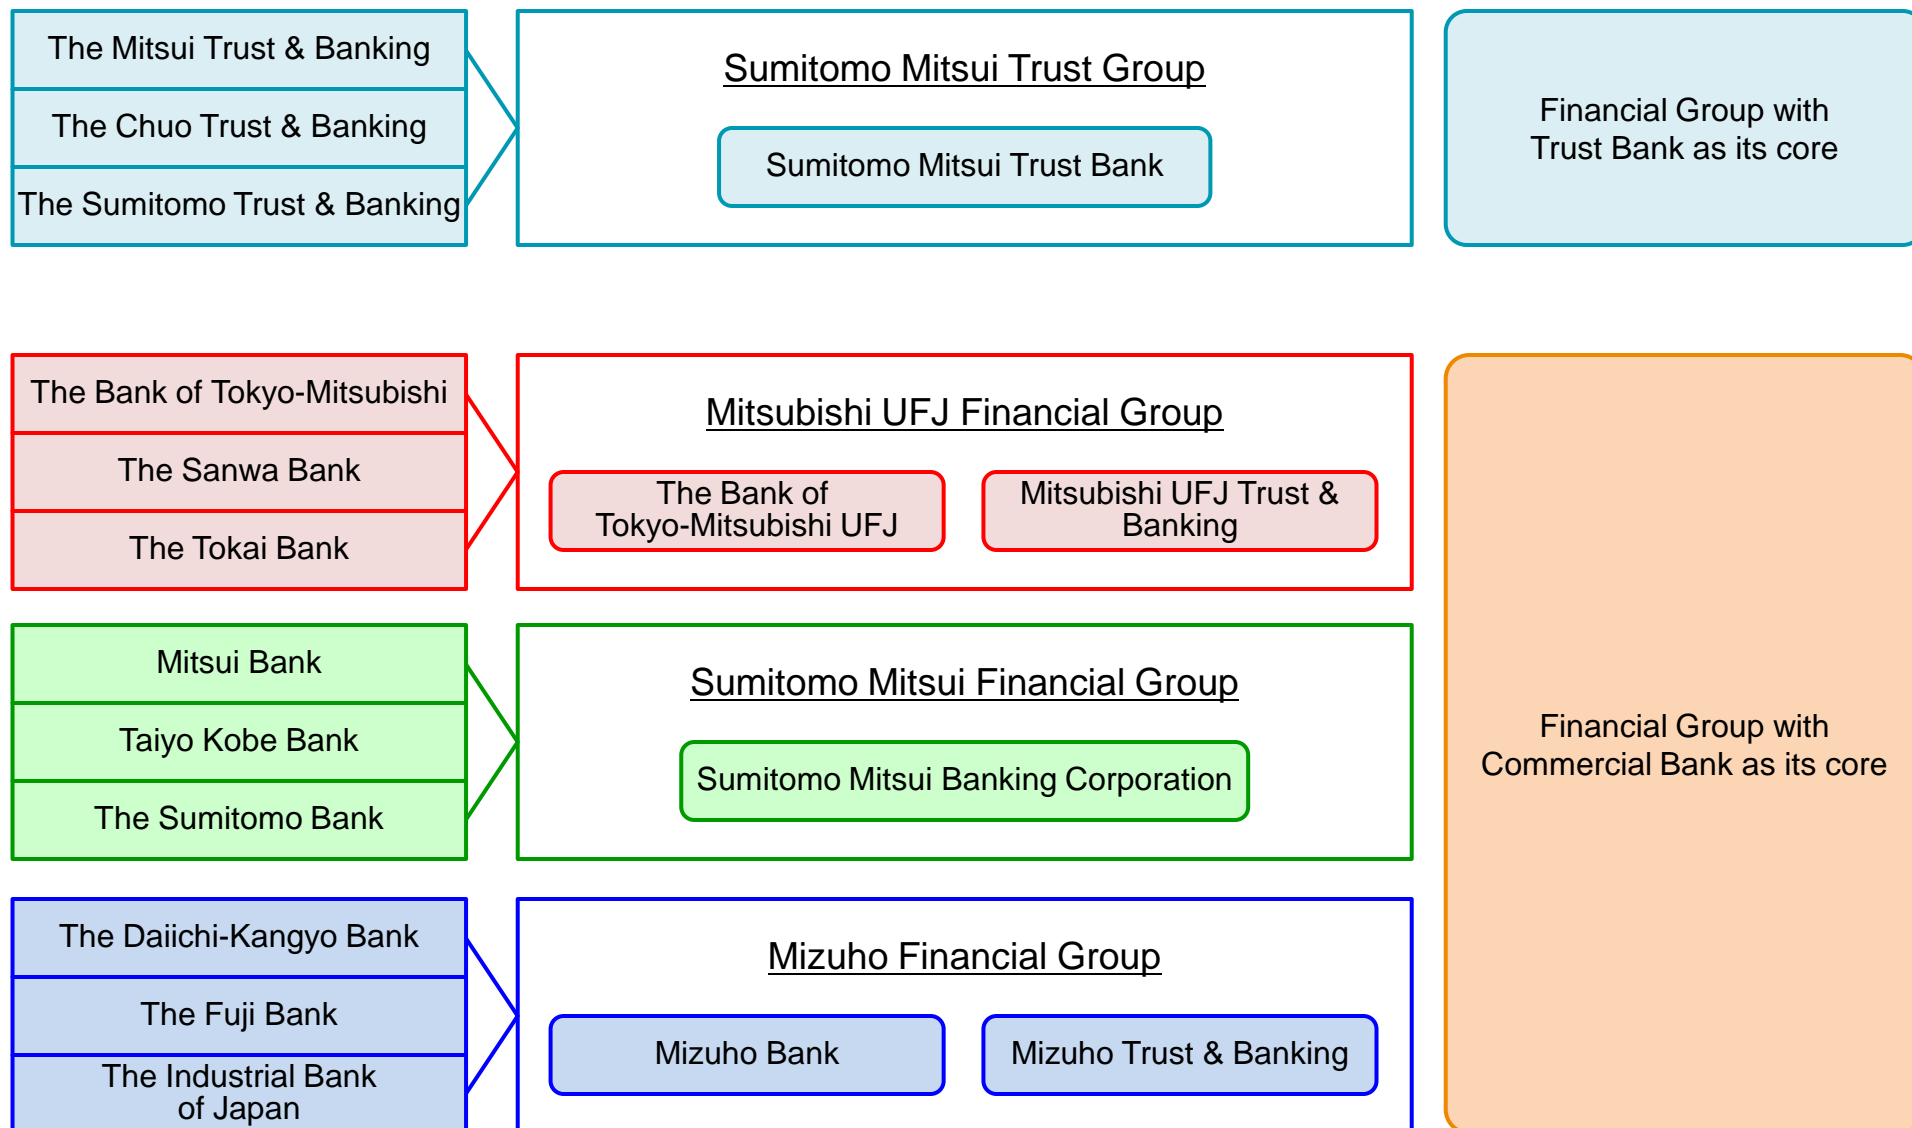 The Mitsui Trust & Banking
The Chuo Trust & Banking
The Sumitomo Trust & Banking
Sumitomo Mitsui Trust Group
Sumitomo Mitsui Trust Bank
Financial Group with
Trust Bank as its core
The Bank of Tokyo-Mitsubishi
The Sanwa Bank
The Tokai Bank
Mitsubishi UFJ Financial Group
The Bank of
Tokyo-Mitsubishi UFJ
Mitsubishi UFJ Trust &
Banking
Mitsui Bank
Taiyo Kobe Bank
The Sumitomo Bank
Sumitomo Mitsui Financial Group
Sumitomo Mitsui Banking Corporation
Financial Group with
Commercial Bank as its core
The Daiichi-Kangyo Bank
The Fuji Bank
The Industrial Bank
of Japan
Mizuho Financial Group
Mizuho Bank
Mizuho Trust & Banking